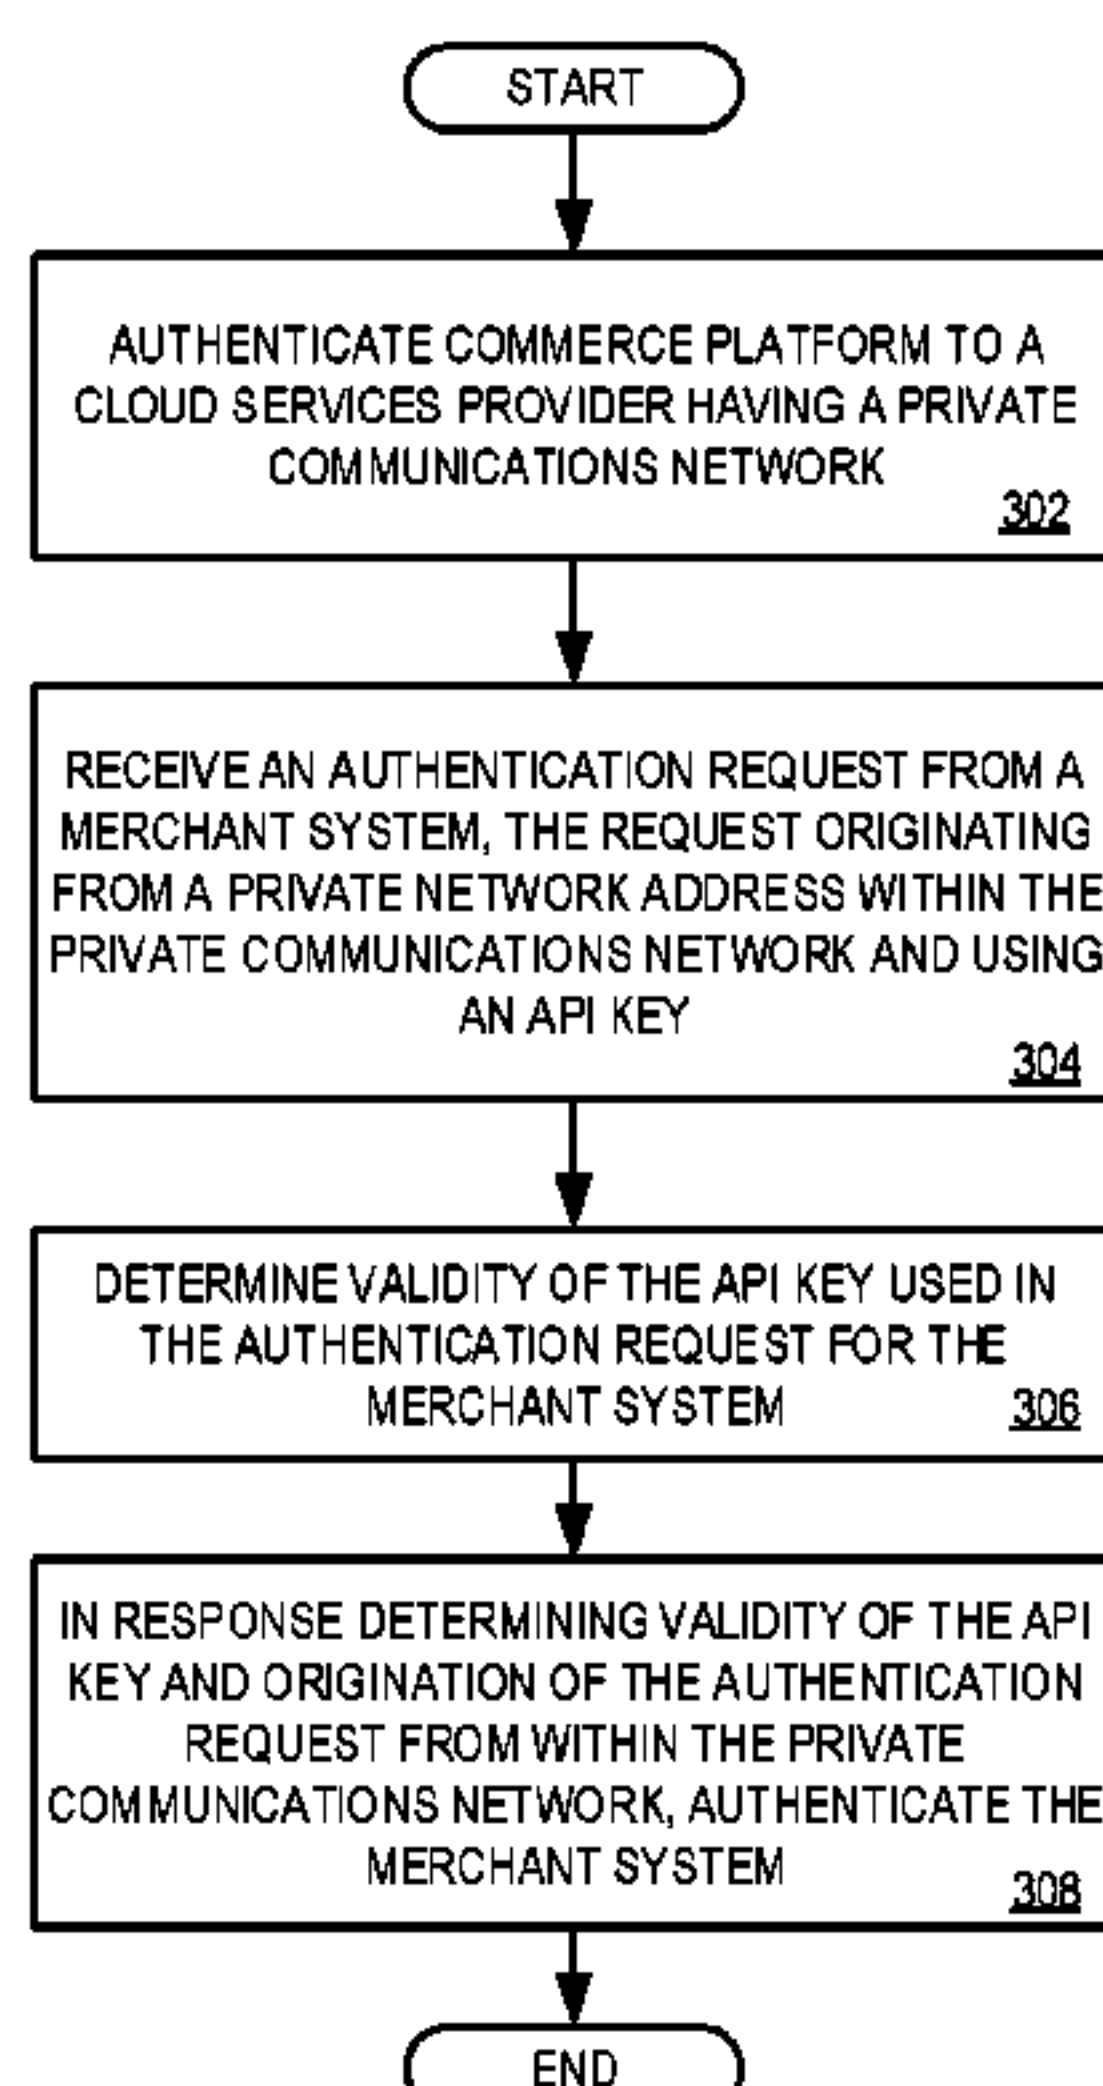 START
AUTHENTICATE COMMERCE PLATFORM TO A
CLOUD SERVICES PROVIDER HAVING A PRIVATE
COMMUNICATIONS NETWORK
302
RECEIVE AN AUTHENTICATION REQUEST FROM A
MERCHANT SYSTEM, THE REQUEST ORIGINATING
FROM A PRIVATE NETWORK ADDRESS WITHIN THE
PRIVATE COMMUNICATIONS NETWORK AND USING
AN API KEY
304
DETERMINE VALIDITY OF THE API KEY USED IN
THE AUTHENTICATION REQUEST FOR THE
MERCHANT SYSTEM
306
IN RESPONSE DETERMINING VALIDITY OF THE API
KEY AND ORIGINATION OF THE AUTHENTICATION
REQUEST FROM WITHIN THE PRIVATE
COMMUNICATIONS NETWORK, AUTHENTICATE THE
MERCHANT SYSTEM
308
END